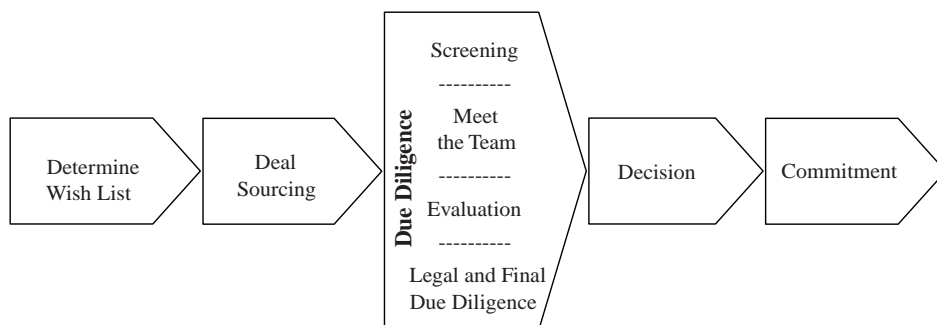 Determine
Wish List
Deal
Sourcing
Due Diligence
Screening
----------
Meet
the Team
----------
Evaluation
----------
Legal and Final
Due Diligence
Decision
Commitment